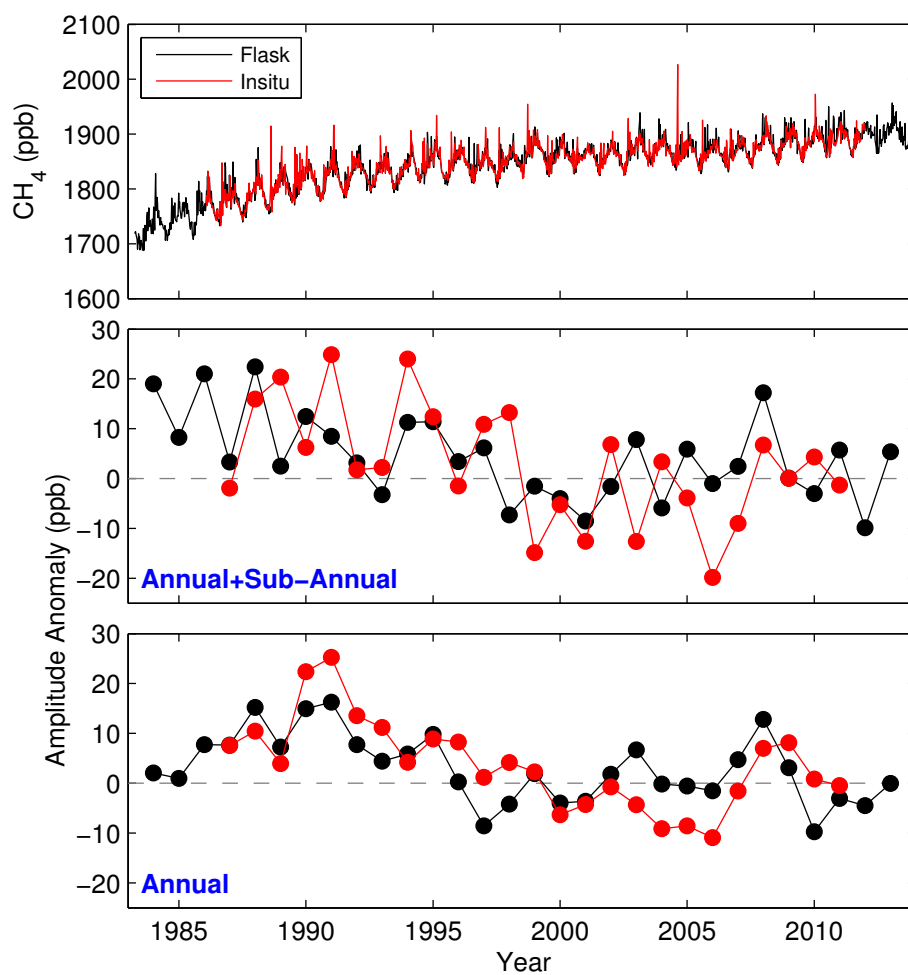 2100
2000
1900
1800
1700
1600
CH4 (ppb)
Flask
Insitu
30
20
10
0
−10
−20
Annual+Sub−Annual
Amplitude Anomaly (ppb)
30
20
10
0
−10
−20
Annual
1985 1990 1995 2000 2005 2010
Year